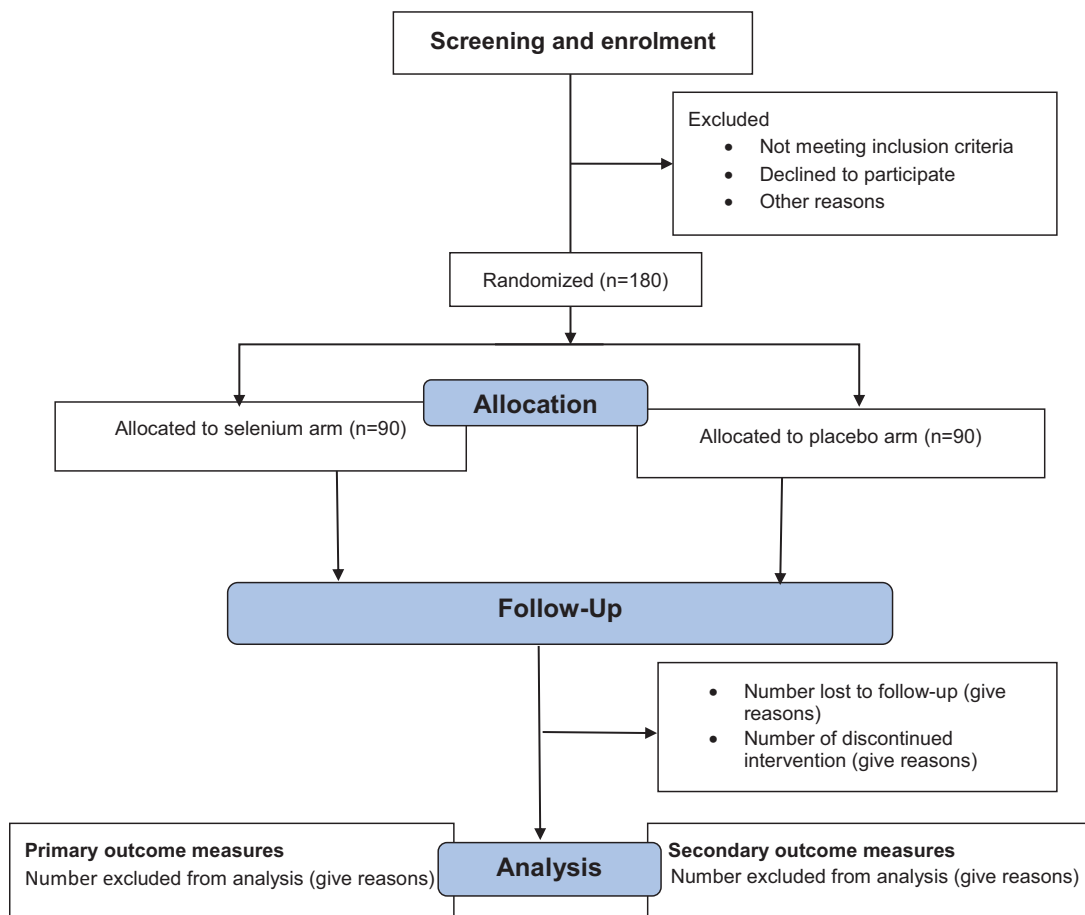 Screening and enrolment
Excluded
• Not meeting inclusion criteria
• Declined to participate
• Other reasons
Randomized (n=180)
Allocation
Allocated to selenium arm (n=90)
Allocated to placebo arm (n=90)
Follow-Up
• Number lost to follow-up (give
reasons)
• Number of discontinued
intervention (give reasons)
Primary outcome measures
Number excluded from analysis (give reasons)
Analysis
Secondary outcome measures
Number excluded from analysis (give reasons)